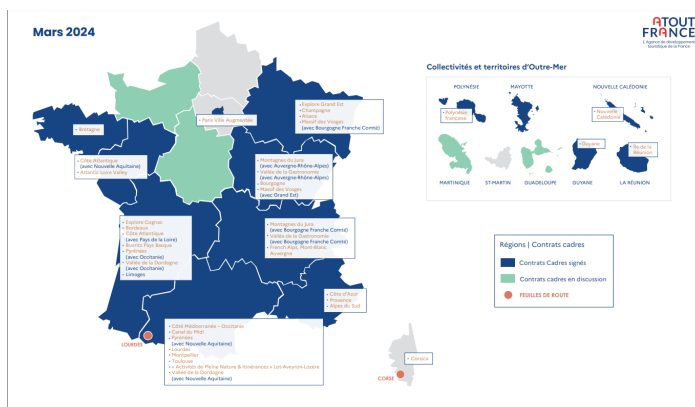 Mars 2024
ATOUT
FRANCE
L'Agence de développement
touristique de la France
Collectivités et territoires d'Outre-Mer
POLYNÉSIE
MAYOTTE
NOUVELLE CALÉDONIE
• Polynésie
Francaise
• Nouvelle
Calédonie
• Guyane
• Ile de la
Réunion
MARTINIQUE
ST-MARTIN
GUADELOUPE
GUYANE
LA REUNION
• Explore Grand Est
• Champagne
• Alsace
• Massif des Vosges
(avec Bourgogne Franche Comté)
• Paris Ville Augmentée
• Bretagne
• Côte Atlantique
(avec Nouvelle Aquitaine)
• Atlantic Loire Valley
• Montagnes du Jura
(avec Auvergne-Rhône-Alpes)
• Vallée de la Gastronomie
(avec Auvergne-Rhône-Alpes)
• Bourgogne
• Massif des Vosges
(avec Grand Est)
• Explore Cognac
• Bordeaux
• Côte Atlantique
(avec Pays de la Loire)
• Biarritz Pays Basque
• Pyrénées
(avec Occitanie)
• Vallée de la Dordogne
(avec Occitanie)
• Limoges
• Montagnes du Jura
(avec Bourgogne Franche Comté)
• Vallée de la Gastronomie
(avec Bourgogne Franche Comté)
• French Alps, Mont-Blanc
Auvergne
• Côte d'Azur
• Provence
• Alpes du Sud
• Côté Méditerranée - Occitanie
• Canal du Midi
• Pyrénées
(avec Nouvelle Aquitaine)
• Lourdes
• Montpellier
• Toulouse
• « Activités de Pleine Nature & Itinérances » Lot-Aveyron-Lozère
• Vallée de la Dordogne
(avec Nouvelle Aquitaine)
LOURDES
• Corsica
CORSE
Régions | Contrats cadres
Contrats Cadres signés
Contrats cadres en discussion
FEUILLES DE ROUTE